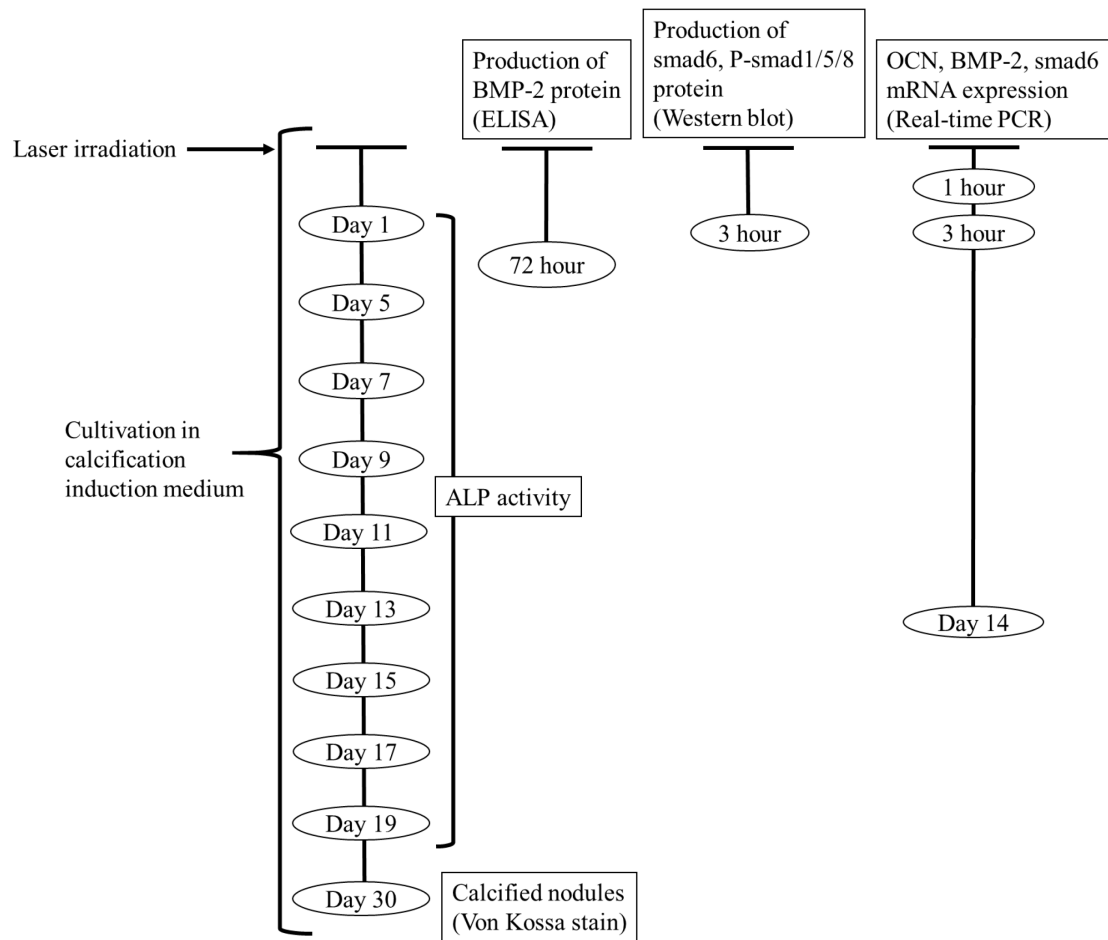 Production of
BMP-2 protein
(ELISA)
Production of
smad6, P-smad1/5/8
protein
(Western blot)
OCN, BMP-2, smad6
mRNA expression
(Real-time PCR)
Laser irradiation
1 hour
Day 1
3 hour
3 hour
72 hour
Day 5
Day 7
Cultivation in
calcification
induction medium
Day 9
ALP activity
Day 11
Day 13
Day 14
Day 15
Day 17
Day 19
Day 30
Calcified nodules
(Von Kossa stain)